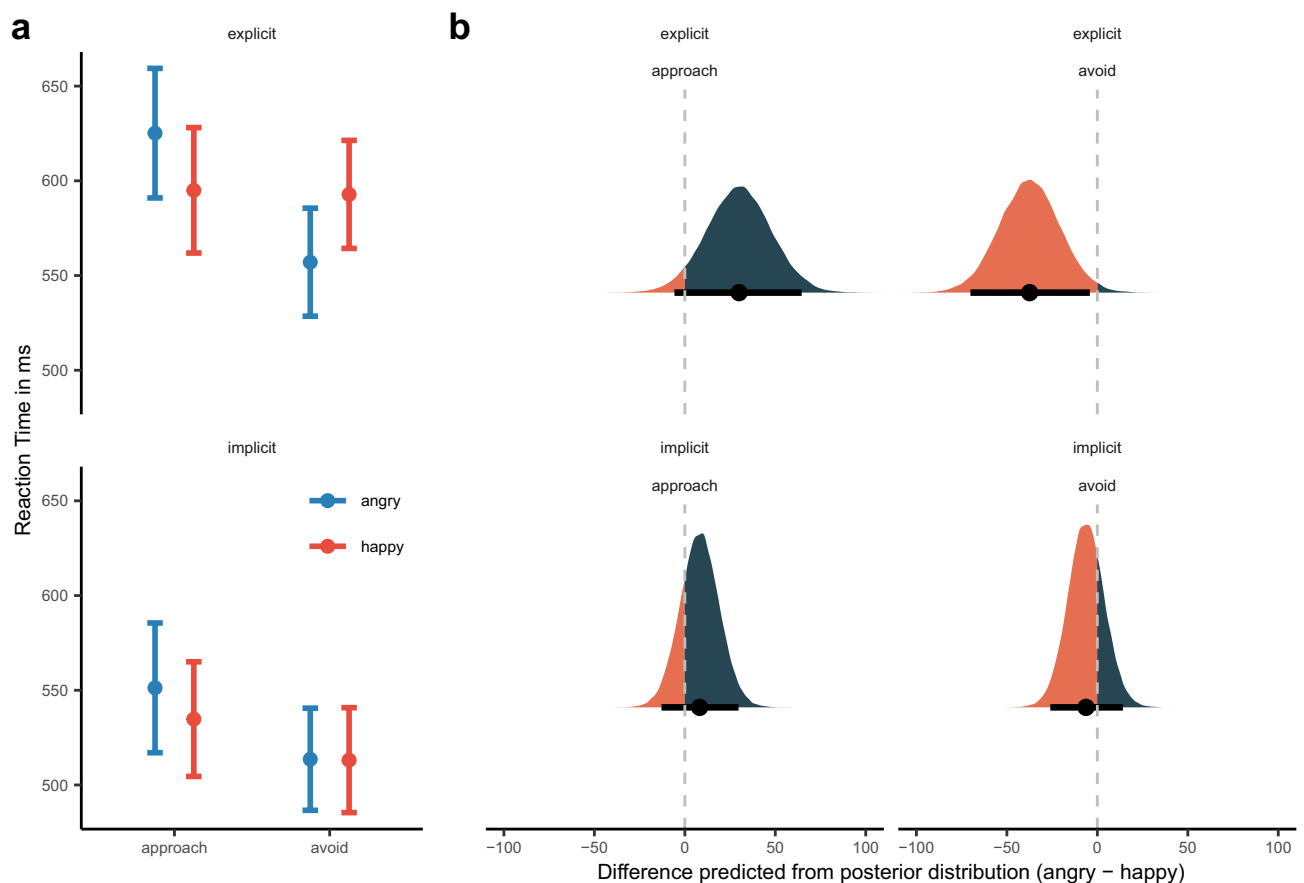 a
explicit
650
600
550
500
Reaction Time in ms
implicit
650
600
550
500
angry
happy
approach
avoid
b
explicit
approach
explicit
avoid
implicit
approach
implicit
avoid
−100
−50
0
50
100
−100
−50
0
50
100
Difference predicted from posterior distribution (angry − happy)